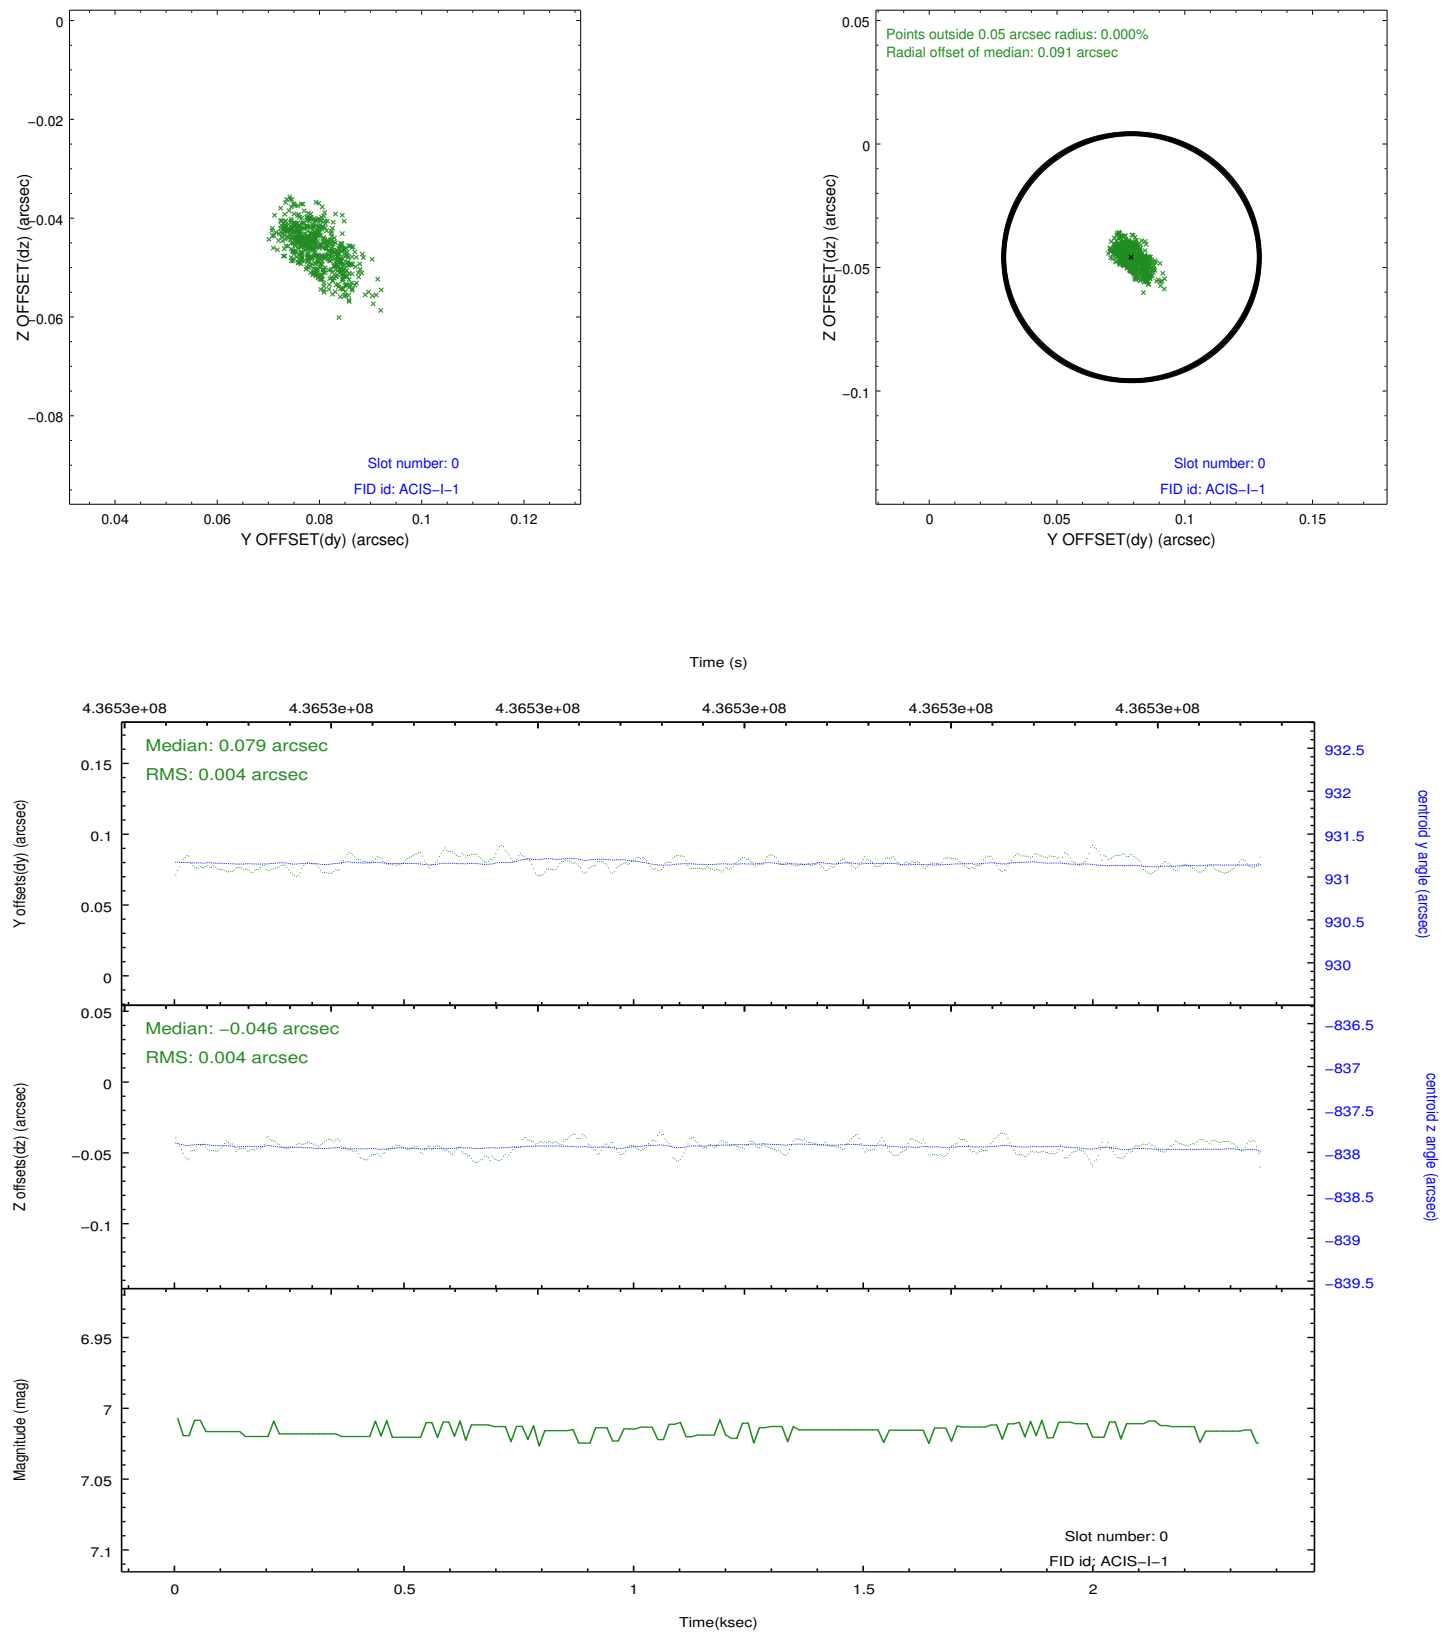 0
−0.02
−0.04
−0.06
−0.08
Z OFFSET(dz) (arcsec)
Slot number: 0
FID id: ACIS−I−1
0.04
0.06
0.08
0.1
0.12
Y OFFSET(dy) (arcsec)
0.05
Points outside 0.05 arcsec radius: 0.000%
Radial offset of median: 0.091 arcsec
0
−0.05
−0.1
Z OFFSET(dz) (arcsec)
Slot number: 0
FID id: ACIS−I−1
0
0.05
0.1
0.15
Y OFFSET(dy) (arcsec)
Time (s)
4.3653e+08
4.3653e+08
4.3653e+08
4.3653e+08
4.3653e+08
4.3653e+08
Median: 0.079 arcsec
RMS: 0.004 arcsec
0.15
0.1
0.05
0
Y offsets(dy) (arcsec)
932.5
932
931.5
931
930.5
930
centroid y angle (arcsec)
Median: −0.046 arcsec
RMS: 0.004 arcsec
0.05
0
−0.05
−0.1
Z offsets(dz) (arcsec)
−836.5
−837
−837.5
−838
−838.5
−839
−839.5
centroid z angle (arcsec)
6.95
7
7.05
7.1
Magnitude (mag)
Slot number: 0
FID id: ACIS−I−1
0
0.5
1
1.5
2
Time(ksec)